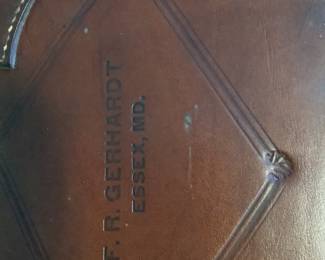 F. R. GERHARDT
ESSEX, MD.